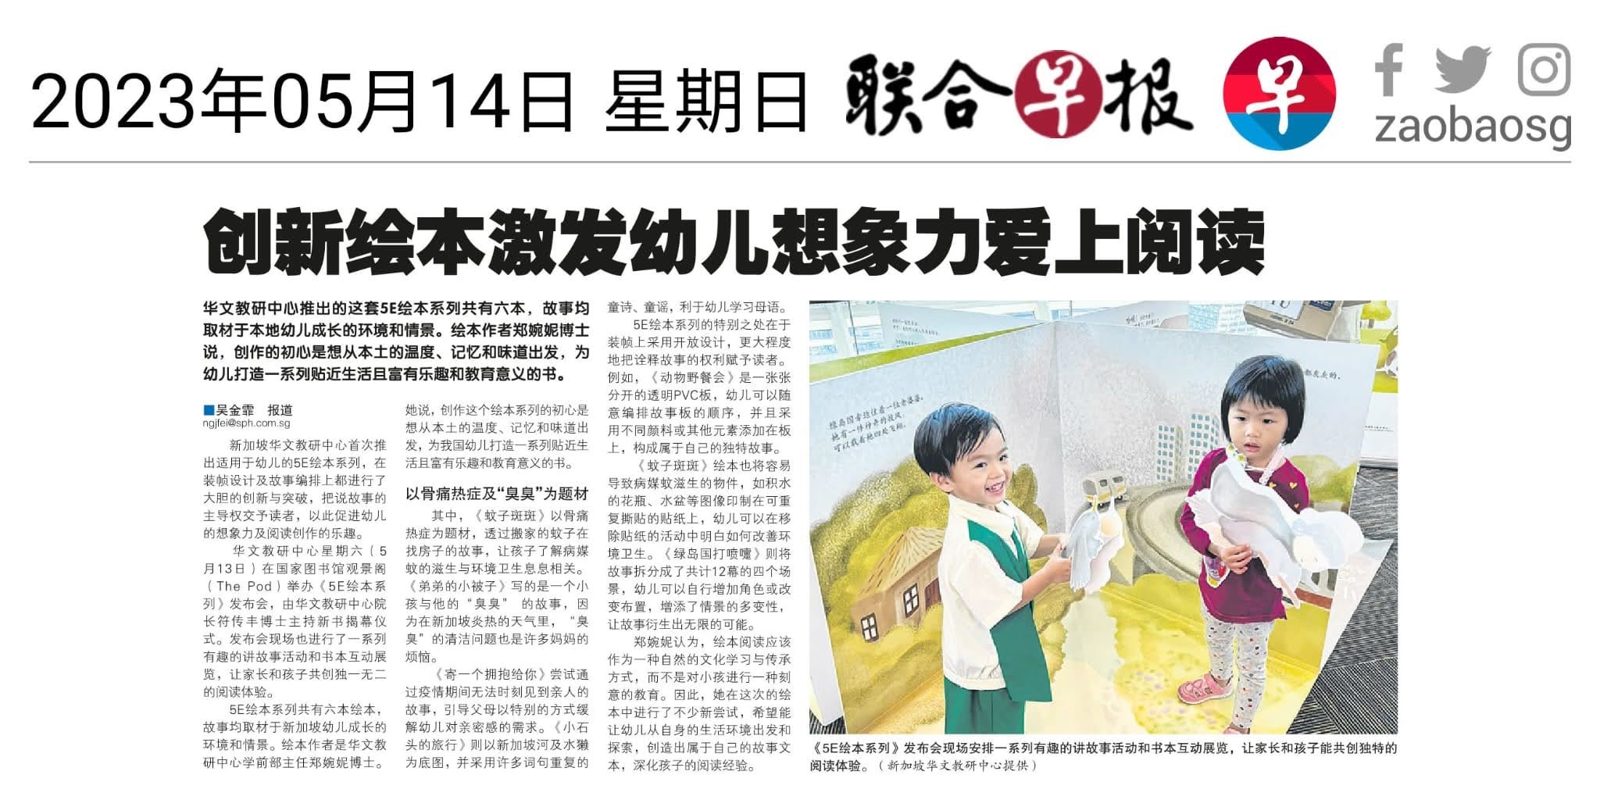 2023年05月14日 星期日 联合早报 早
zaobaosg
创新绘本激发幼儿想象力爱上阅读
华文教研中心推出的这套5E绘本系列共有六本，故事均
取材于本地幼儿成长的环境和情景。绘本作者郑婉妮博士
说，创作的初心是想从本土的温度、记忆和味道出发，为
幼儿打造一系列贴近生活且富有乐趣和教育意义的书。
■吴金霏 报道
ngjfei@sph.com.sg
新加坡华文教研中心首次推
出适用于幼儿的5E绘本系列，在
装帧设计及故事编排上都进行了
大胆的创新与突破，把说故事的
主导权交予读者，以此促进幼儿
的想象力及阅读创作的乐趣。
华文教研中心星期六（5
月13日）在国家图书馆观景阁
（The Pod）举办《5E绘本系
列》发布会，由华文教研中心院
长符传丰博士主持新书揭幕仪
式。发布会现场也进行了一系列
有趣的讲故事活动和书本互动展
览，让家长和孩子共创独一无二
的阅读体验。
5E绘本系列共有六本绘本，
故事均取材于新加坡幼儿成长的
环境和情景。绘本作者是华文教
研中心学前部主任郑婉妮博士。
她说，创作这个绘本系列的初心是
想从本土的温度、记忆和味道出
发，为我国幼儿打造一系列贴近生
活且富有乐趣和教育意义的书。
以骨痛热症及“臭臭”为题材
其中，《蚊子斑斑》以骨痛
热症为题材，透过搬家的蚊子在
找房子的故事，让孩子了解病媒
蚊的滋生与环境卫生息息相关。
《弟弟的小被子》写的是一个小
孩与他的“臭臭” 的故事，因
为在新加坡炎热的天气里，“臭
臭”的清洁问题也是许多妈妈的
烦恼。
《寄一个拥抱给你》尝试通
过疫情期间无法时刻见到亲人的
故事，引导父母以特别的方式缓
解幼儿对亲密感的需求。《小石
头的旅行》则以新加坡河及水獭
为底图，并采用许多词句重复的
童诗、童谣，利于幼儿学习母语。
5E绘本系列的特别之处在于
装帧上采用开放设计，更大程度
地把诠释故事的权利赋予读者。
例如，《动物野餐会》是一张张
分开的透明PVC板，幼儿可以随
意编排故事板的顺序，并且采
用不同颜料或其他元素添加在板
上，构成属于自己的独特故事。
《蚊子斑斑》绘本也将容易
导致病媒蚊滋生的物件，如积水
的花瓶、水盆等图像印制在可重
复撕贴的贴纸上，幼儿可以在移
除贴纸的活动中明白如何改善环
境卫生。《绿岛国打喷嚏》则将
故事拆分成了共计12幕的四个场
景，幼儿可以自行增加角色或改
变布置，增添了情景的多变性，
让故事衍生出无限的可能。
郑婉妮认为，绘本阅读应该
作为一种自然的文化学习与传承
方式，而不是对小孩进行一种刻
意的教育。因此，她在这次的绘
本中进行了不少新尝试，希望能
让幼儿从自身的生活环境出发和
探索，创造出属于自己的故事文
本，深化孩子的阅读经验。
绿岛国有住着一位老婆婆，
她有一件神奇的披风，
可以载着她四处飞翔。
都灰灰的。
《5E绘本系列》发布会现场安排一系列有趣的讲故事活动和书本互动展览，让家长和孩子能共创独特的
阅读体验。（新加坡华文教研中心提供）